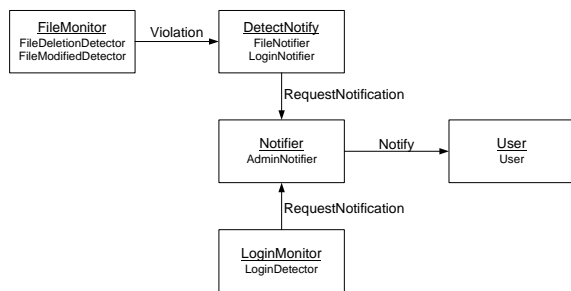 FileMonitor
FileDeletionDetector
FileModifiedDetector
Violation
DetectNotify
FileNotifier
LoginNotifier
RequestNotification
Notifier
AdminNotifier
Notify
User
User
RequestNotification
LoginMonitor
LoginDetector